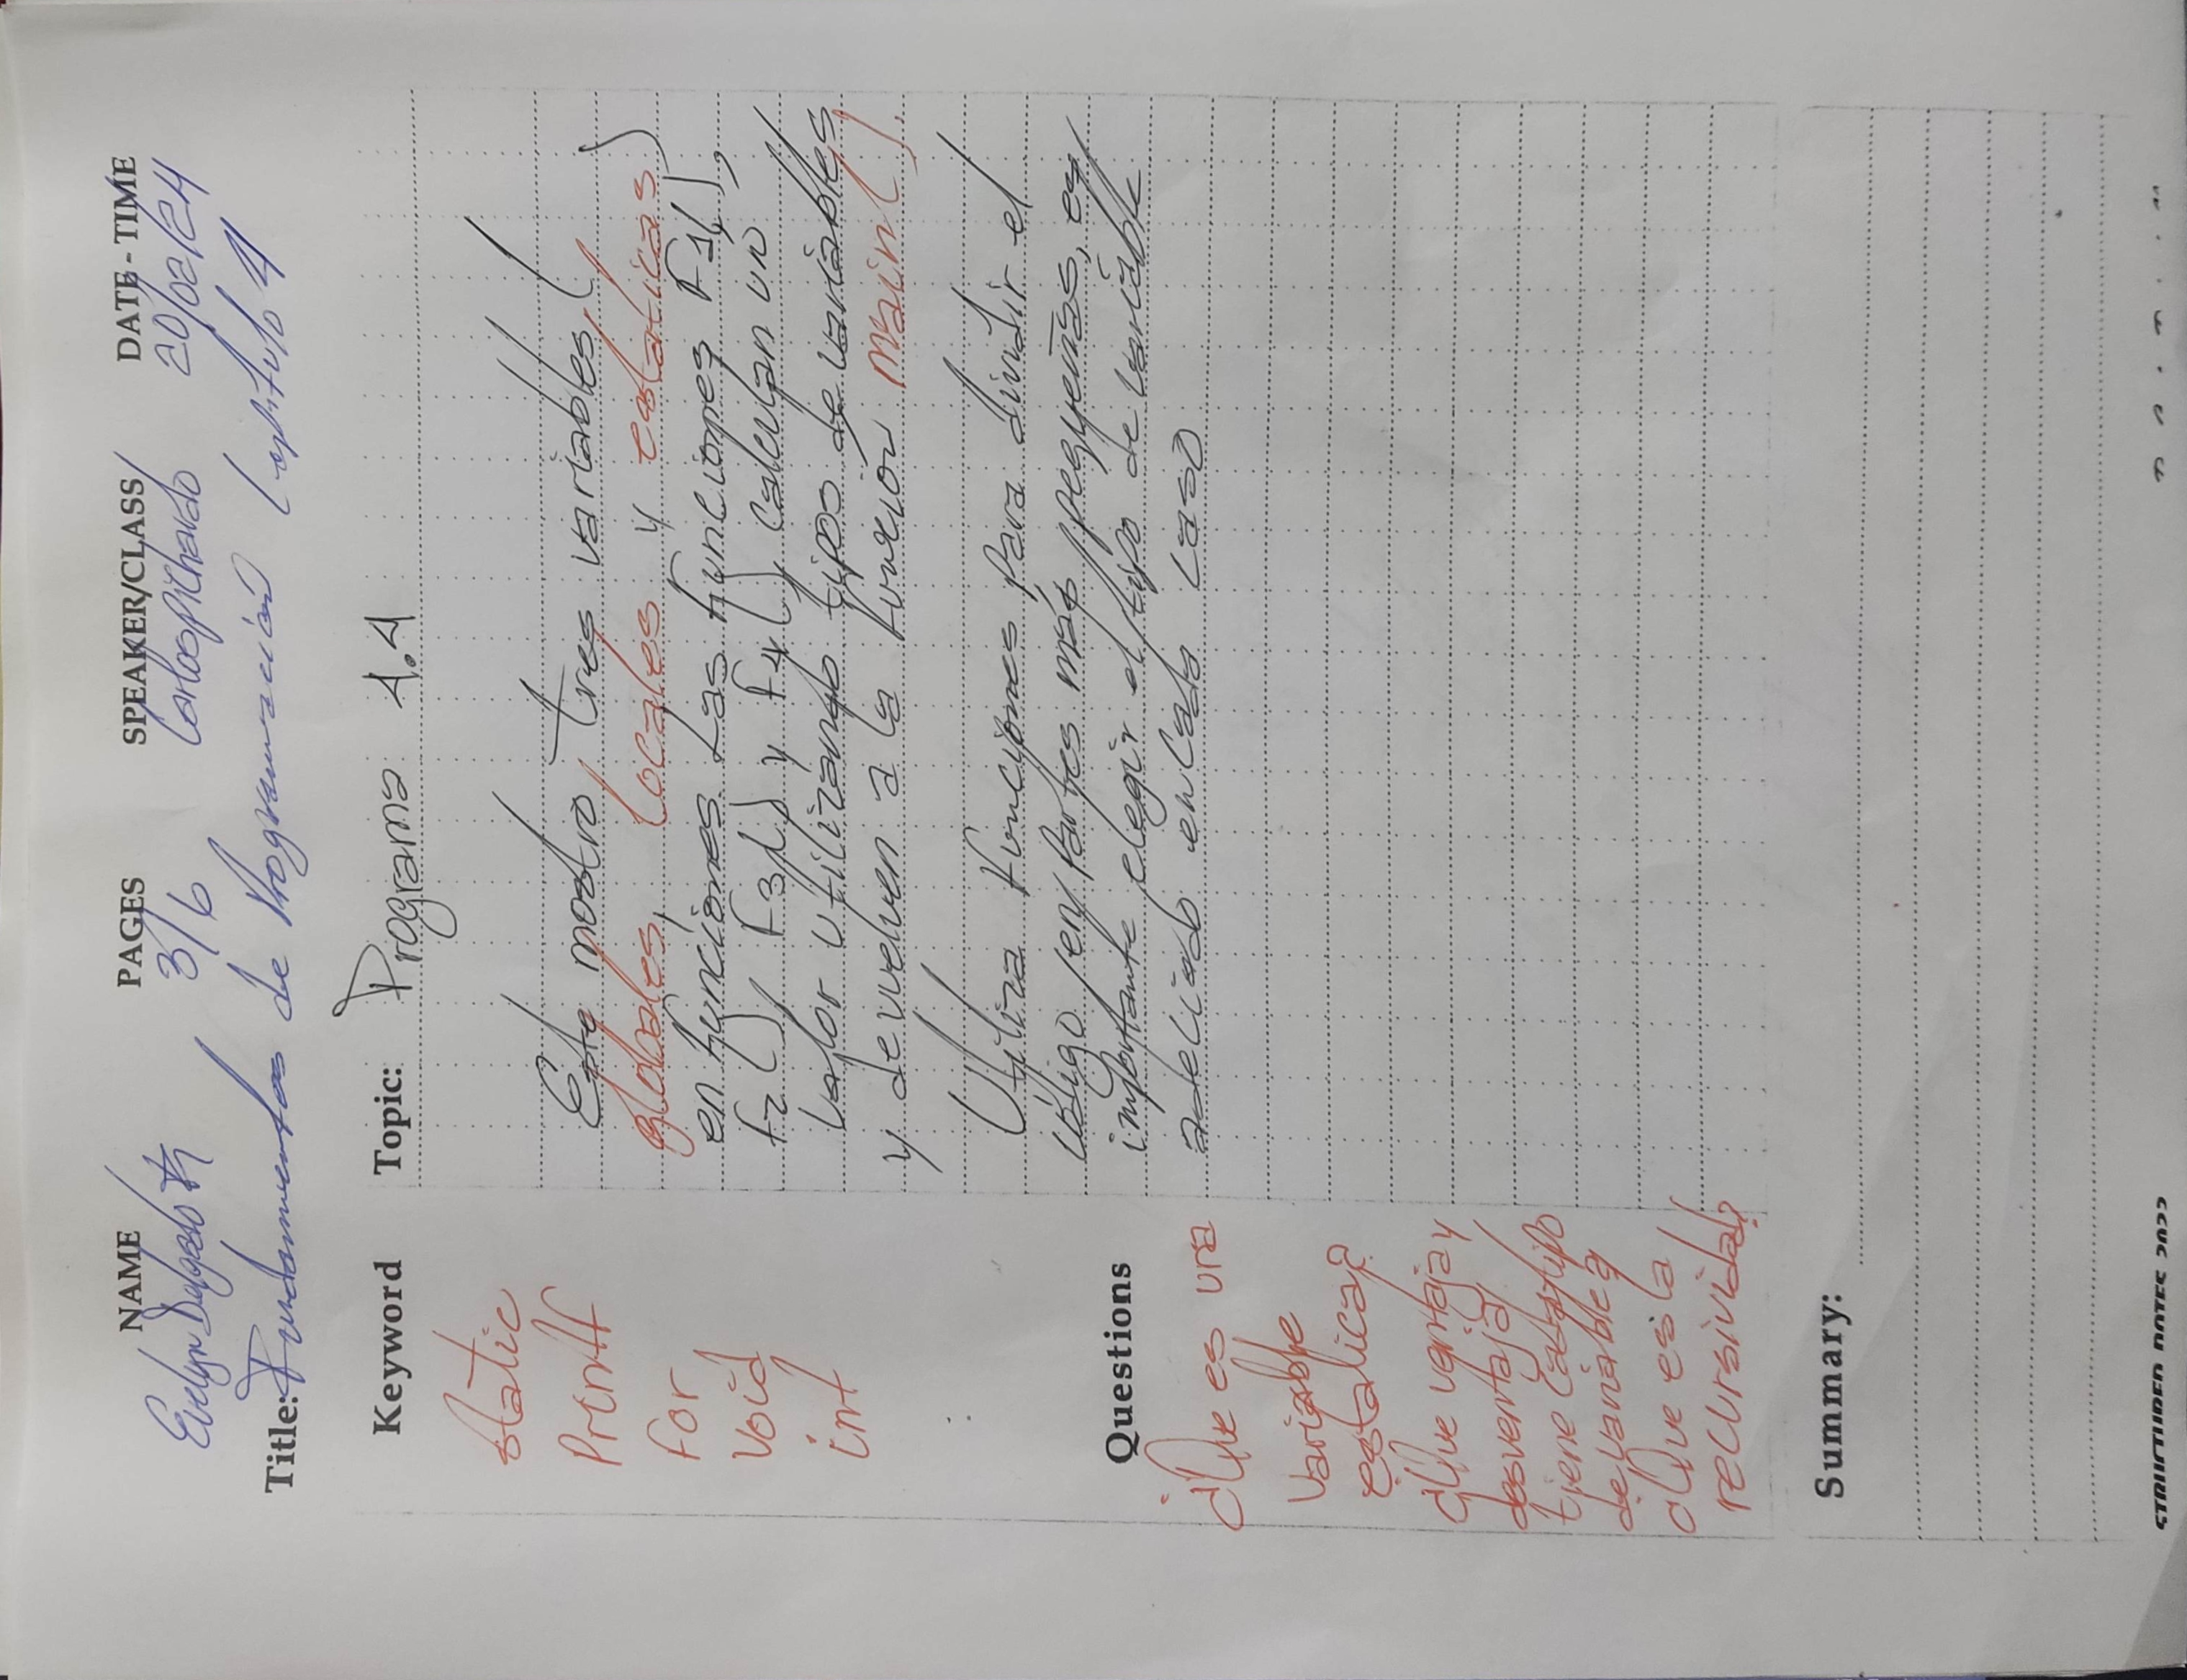 NAME PAGES SPEAKER/CLASS DATE - TIME
Evelyn Delgado 3/6 Carlos Pichardo 20/02/24
Title: Fundamentos de Programación Capitulo 4
Keyword
static
Printf
for
void
int
Topic: Programa 4.4
Este mostro tres variables (
globales, locales y estaticas)
en funciones. Las funciones F1(),
f2(), F3() y F4() calculan un
valor utilizando tipos de variables
y devuelven a la función main().
Utiliza funciones para dividir el
código en partes más pequeñas, es
importante elegir el tipo de variable
en cada caso
Questions
¿Que es una
variable
estatica?
¿Que ventaja y
desventaja
tiene cada tipo
de variable?
¿Que es la
recursividad?
Summary:
STRUCTURED NOTES 2022